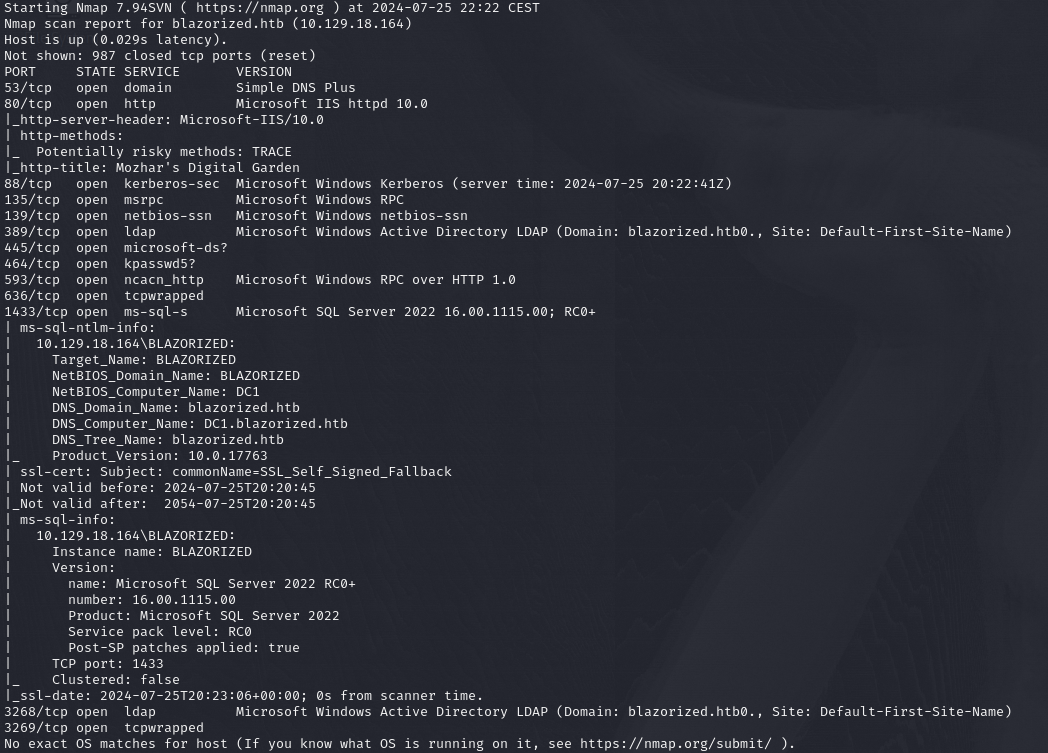 Starting Nmap 7.94SVN ( https://nmap.org ) at 2024-07-25 22:22 CEST
Nmap scan report for blazorized.htb (10.129.18.164)
Host is up (0.029s latency).
Not shown: 987 closed tcp ports (reset)
PORT     STATE SERVICE       VERSION
53/tcp   open  domain        Simple DNS Plus
80/tcp   open  http          Microsoft IIS httpd 10.0
|_http-server-header: Microsoft-IIS/10.0
| http-methods:
|_  Potentially risky methods: TRACE
|_http-title: Mozhar's Digital Garden
88/tcp   open  kerberos-sec  Microsoft Windows Kerberos (server time: 2024-07-25 20:22:41Z)
135/tcp  open  msrpc         Microsoft Windows RPC
139/tcp  open  netbios-ssn   Microsoft Windows netbios-ssn
389/tcp  open  ldap          Microsoft Windows Active Directory LDAP (Domain: blazorized.htb0., Site: Default-First-Site-Name)
445/tcp  open  microsoft-ds?
464/tcp  open  kpasswd5?
593/tcp  open  ncacn_http    Microsoft Windows RPC over HTTP 1.0
636/tcp  open  tcpwrapped
1433/tcp open  ms-sql-s      Microsoft SQL Server 2022 16.00.1115.00; RC0+
| ms-sql-ntlm-info:
|   10.129.18.164\BLAZORIZED:
|     Target_Name: BLAZORIZED
|     NetBIOS_Domain_Name: BLAZORIZED
|     NetBIOS_Computer_Name: DC1
|     DNS_Domain_Name: blazorized.htb
|     DNS_Computer_Name: DC1.blazorized.htb
|     DNS_Tree_Name: blazorized.htb
|_    Product_Version: 10.0.17763
| ssl-cert: Subject: commonName=SSL_Self_Signed_Fallback
| Not valid before: 2024-07-25T20:20:45
|_Not valid after:  2054-07-25T20:20:45
| ms-sql-info:
|   10.129.18.164\BLAZORIZED:
|     Instance name: BLAZORIZED
|     Version:
|       name: Microsoft SQL Server 2022 RC0+
|       number: 16.00.1115.00
|       Product: Microsoft SQL Server 2022
|       Service pack level: RC0
|       Post-SP patches applied: true
|     TCP port: 1433
|_    Clustered: false
|_ssl-date: 2024-07-25T20:23:06+00:00; 0s from scanner time.
3268/tcp open  ldap          Microsoft Windows Active Directory LDAP (Domain: blazorized.htb0., Site: Default-First-Site-Name)
3269/tcp open  tcpwrapped
No exact OS matches for host (If you know what OS is running on it, see https://nmap.org/submit/ ).